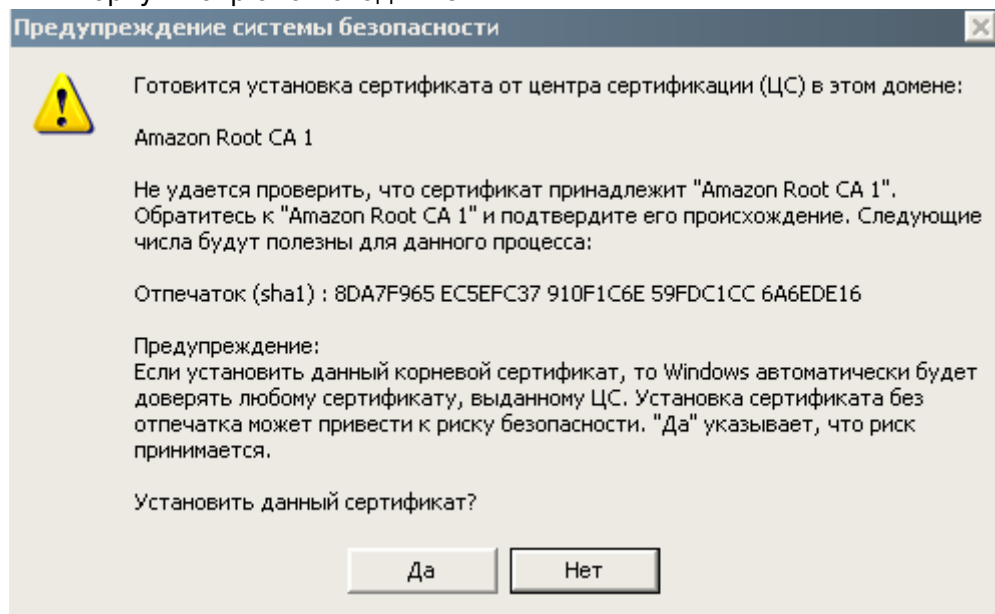 Предупреждение системы безопасности
Готовится установка сертификата от центра сертификации (ЦС) в этом домене:
Amazon Root CA 1
Не удается проверить, что сертификат принадлежит "Amazon Root CA 1".
Обратитесь к "Amazon Root CA 1" и подтвердите его происхождение. Следующие
числа будут полезны для данного процесса:
Отпечаток (sha1) : 8DA7F965 EC5EFC37 910F1C6E 59FDC1CC 6A6EDE16
Предупреждение:
Если установить данный корневой сертификат, то Windows автоматически будет
доверять любому сертификату, выданному ЦС. Установка сертификата без
отпечатка может привести к риску безопасности. "Да" указывает, что риск
принимается.
Установить данный сертификат?
Да
Нет